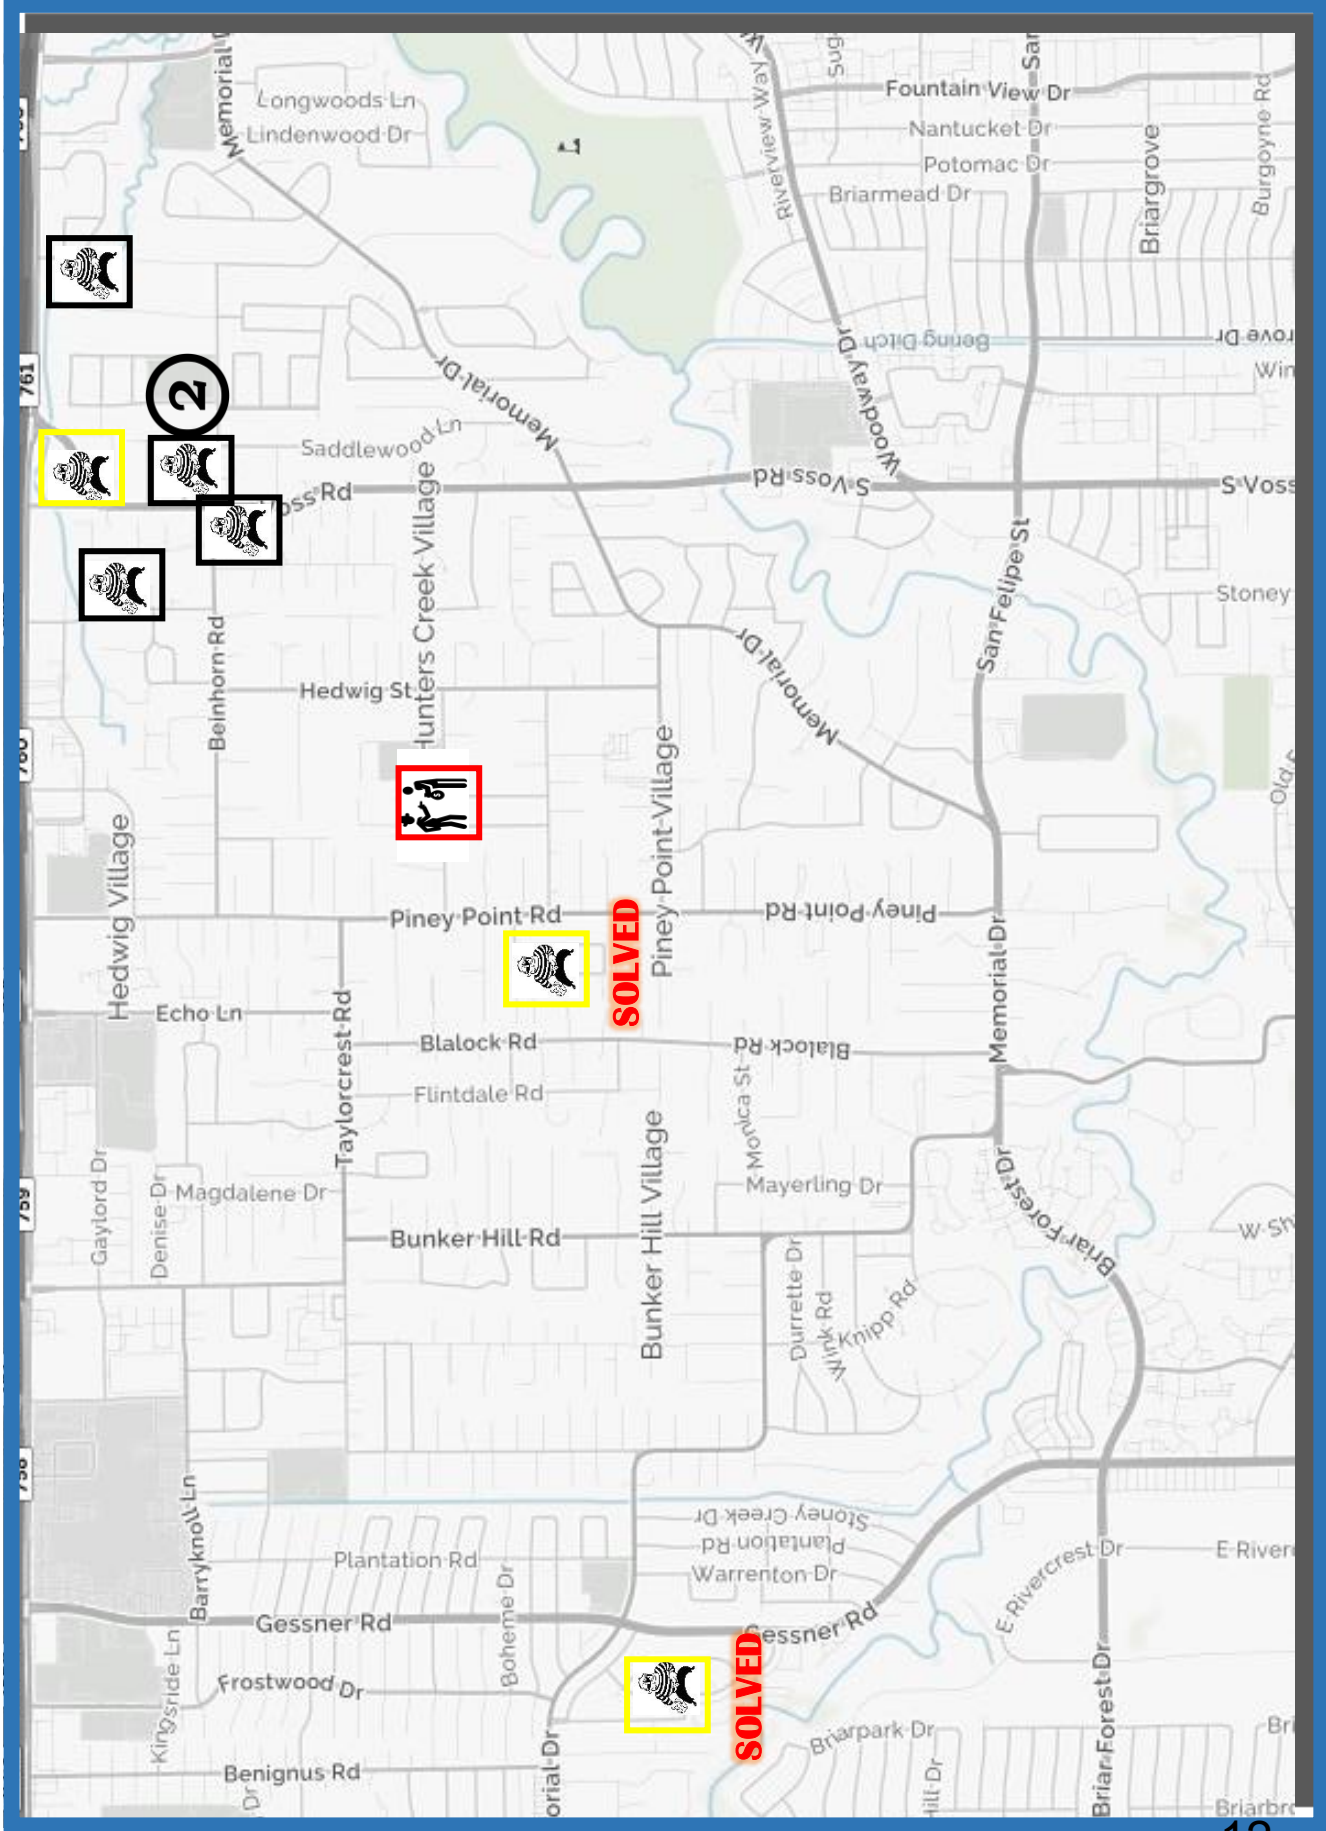 Memorial
Longwoods Ln
Lindenwood Dr
Riverview Way
Fountain View Dr
Nantucket Dr
Potomac Dr
Briarmead Dr
Briargrove
Burgoyne Rd
761
2
Memorial Dr
Memorial
Saddlewood Ln
Hunters Creek Village
Bering Ditch
Woodway Dr
S Voss Rd
S Voss
San Felipe St
Stoney
Beinhorn Rd
Hedwig St
Memorial Dr
Memorial
Hedwig Village
Piney Point Village
Piney Point Rd
Piney Point Rd
SOLVED
Echo Ln
Taylorcrest Rd
Blalock Rd
Blalock Rd
Memorial Dr
Flintdale Rd
Monica St
Gaylord Dr
Denise Dr
Magdalene Dr
Mayerling Dr
Bunker Hill Village
Bunker Hill Rd
Briar Forest Dr
Durrette Dr
Wink Rd
Knipp Rd
Barryknoll Ln
Stoney Creek Dr
Plantation Rd
Plantation Rd
Warrenton Dr
E Rivercrest Dr
Boheme Dr
Gessner Rd
Gessner Rd
Kingsride Ln
Frostwood Dr
SOLVED
Briarpark Dr
Briar Forest Dr
Benignus Rd